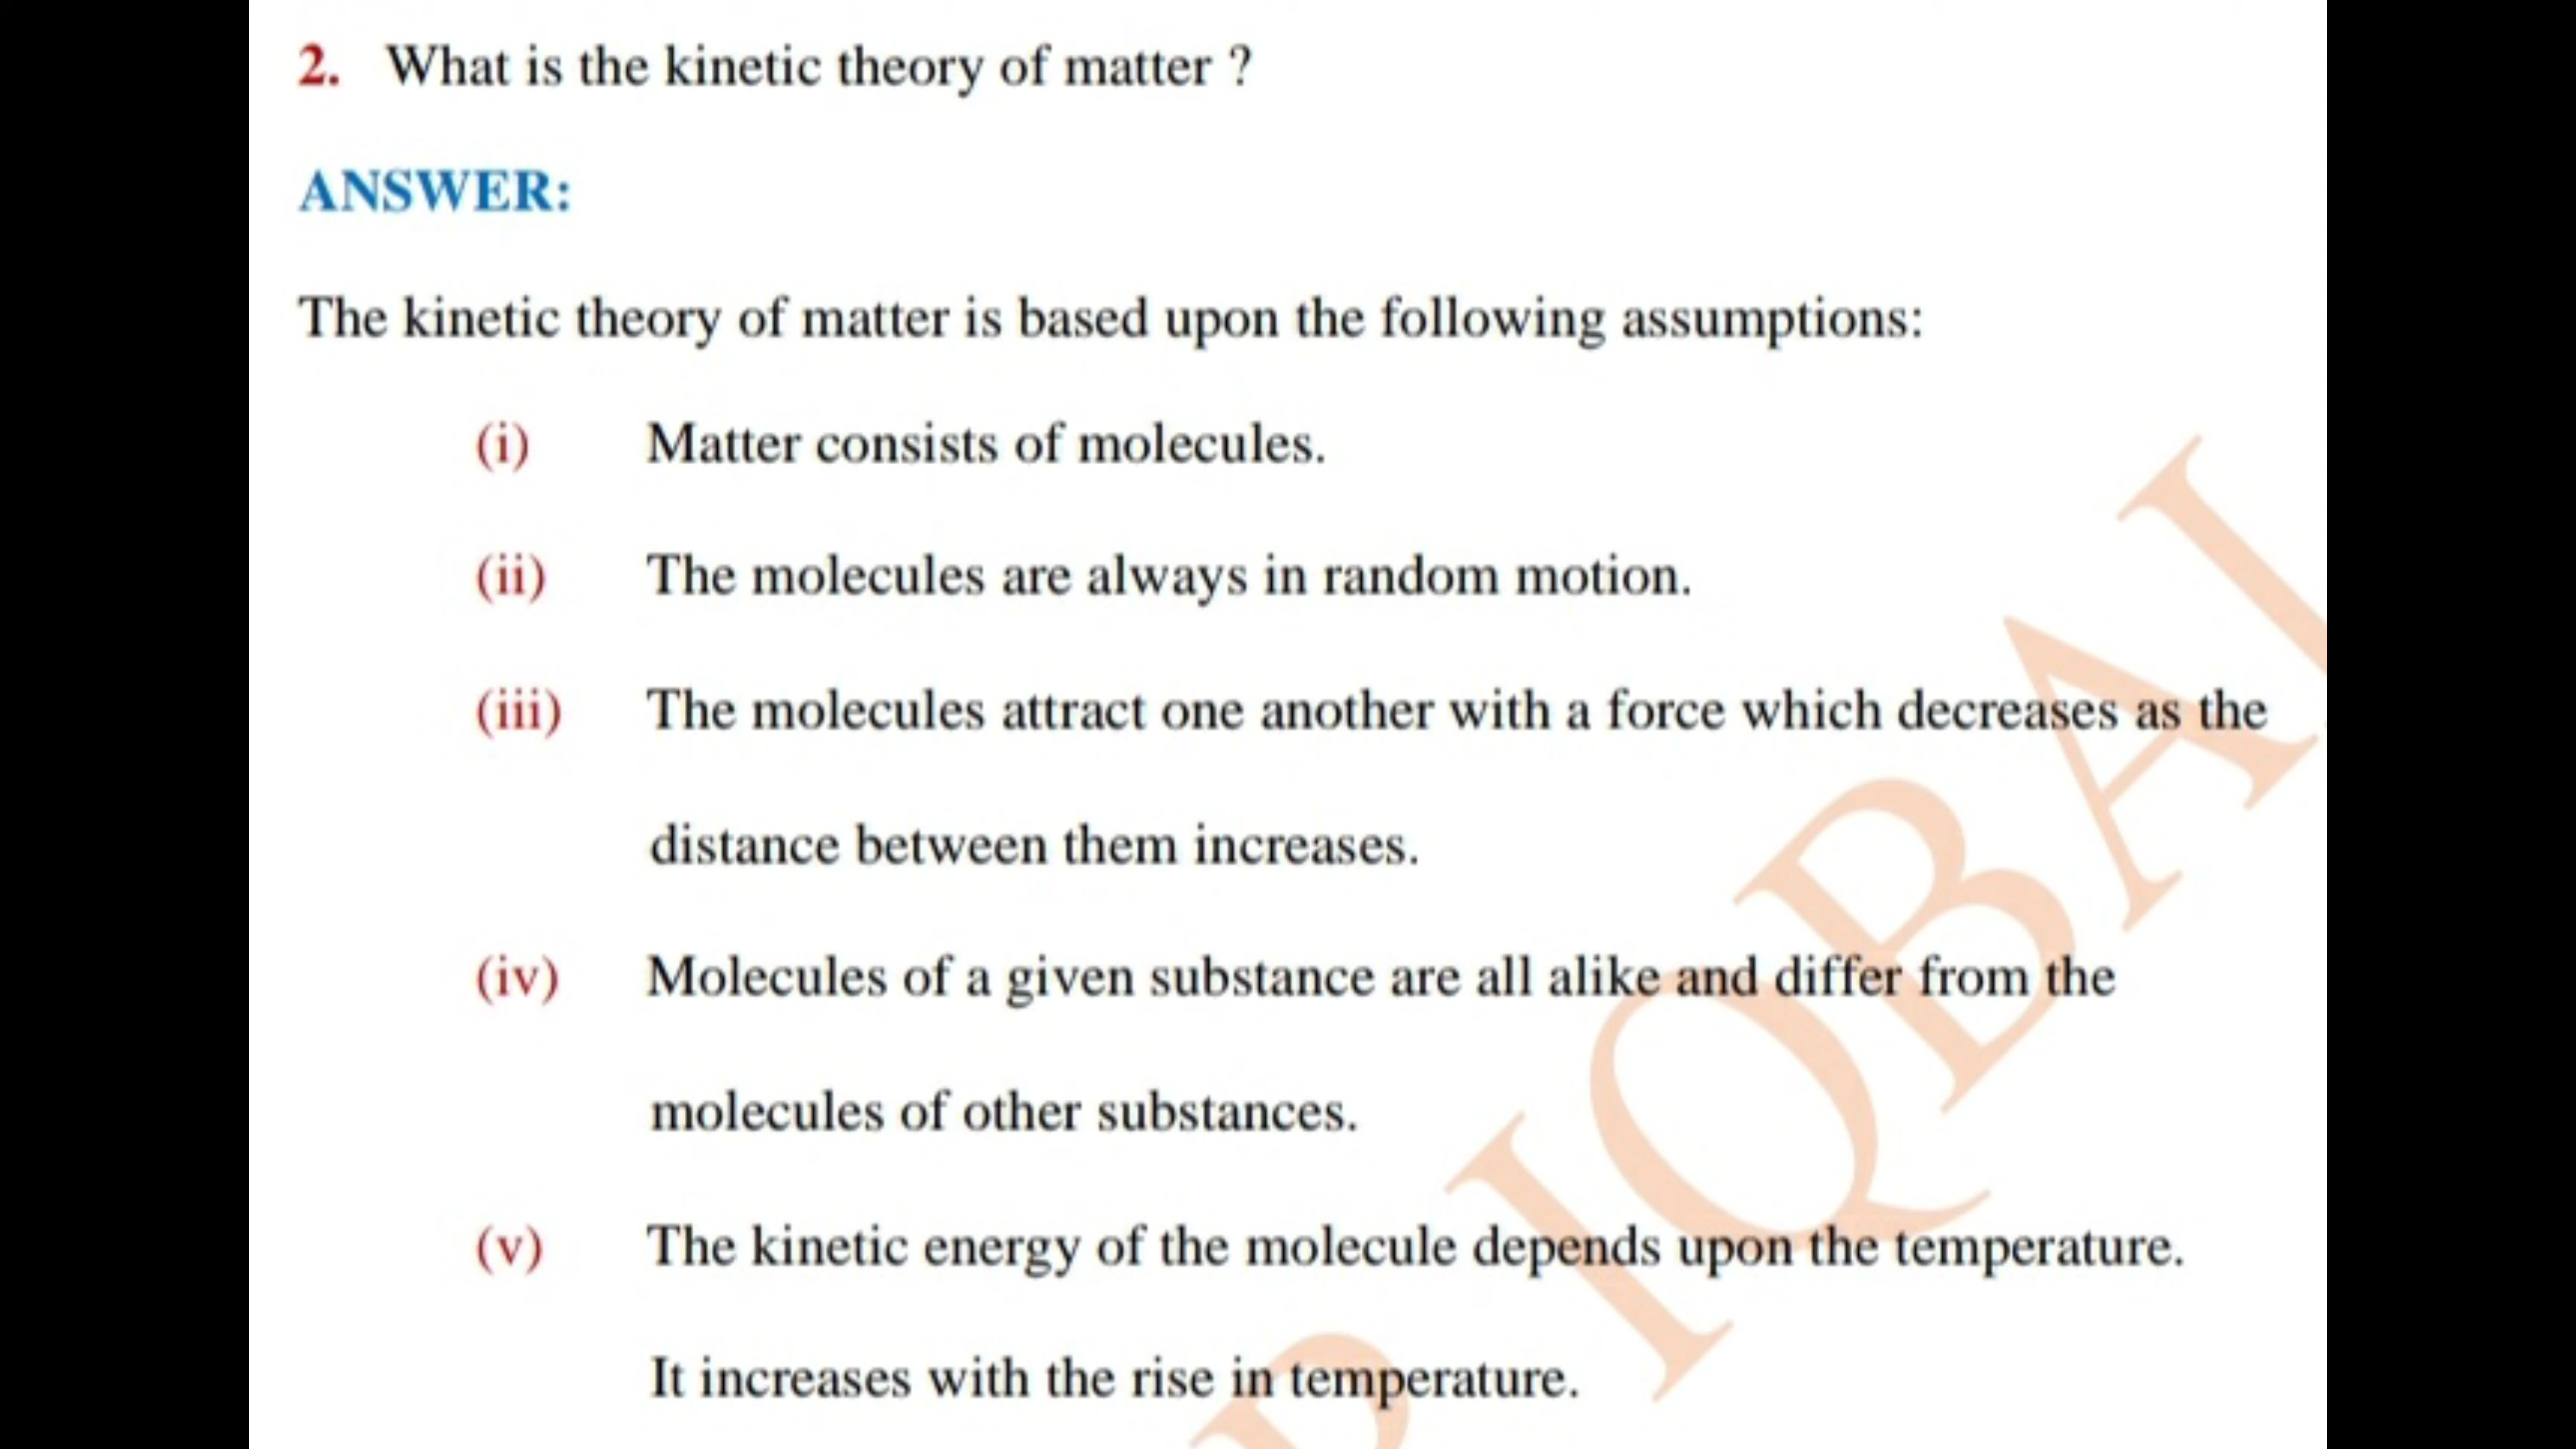 2. What is the kinetic theory of matter ?
ANSWER:
The kinetic theory of matter is based upon the following assumptions:
(i) Matter consists of molecules.
(ii) The molecules are always in random motion.
(iii) The molecules attract one another with a force which decreases as the
distance between them increases.
(iv) Molecules of a given substance are all alike and differ from the
molecules of other substances.
(v) The kinetic energy of the molecule depends upon the temperature.
It increases with the rise in temperature.
IQBAL